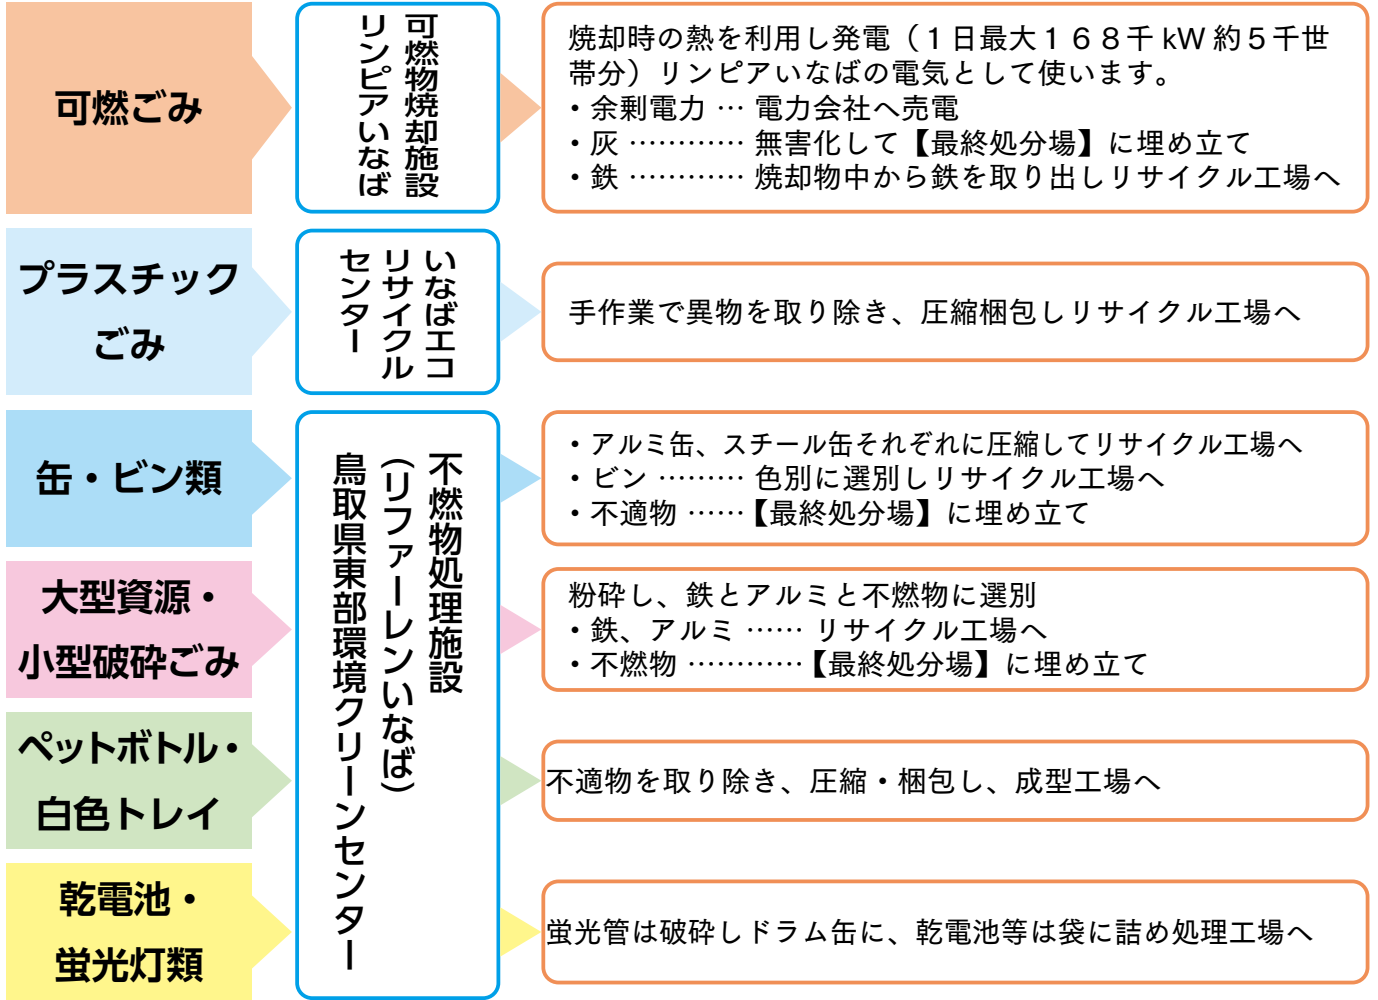 可燃ごみ
可燃物焼却施設
リンピアいなば
焼却時の熱を利用し発電（１日最大１６８千 kW 約５千世
帯分）リンピアいなばの電気として使います。
・余剰電力 … 電力会社へ売電
・灰 ………… 無害化して【最終処分場】に埋め立て
・鉄 ………… 焼却物中から鉄を取り出しリサイクル工場へ
プラスチック
ごみ
いなばエコ
リサイクル
センター
手作業で異物を取り除き、圧縮梱包しリサイクル工場へ
缶・ビン類
不燃物処理施設
（リファーレンいなば）
鳥取県東部環境クリーンセンター
・アルミ缶、スチール缶それぞれに圧縮してリサイクル工場へ
・ビン ……… 色別に選別しリサイクル工場へ
・不適物 ……【最終処分場】に埋め立て
大型資源・
小型破砕ごみ
粉砕し、鉄とアルミと不燃物に選別
・鉄、アルミ …… リサイクル工場へ
・不燃物 …………【最終処分場】に埋め立て
ペットボトル・
白色トレイ
不適物を取り除き、圧縮・梱包し、成型工場へ
乾電池・
蛍光灯類
蛍光管は破砕しドラム缶に、乾電池等は袋に詰め処理工場へ